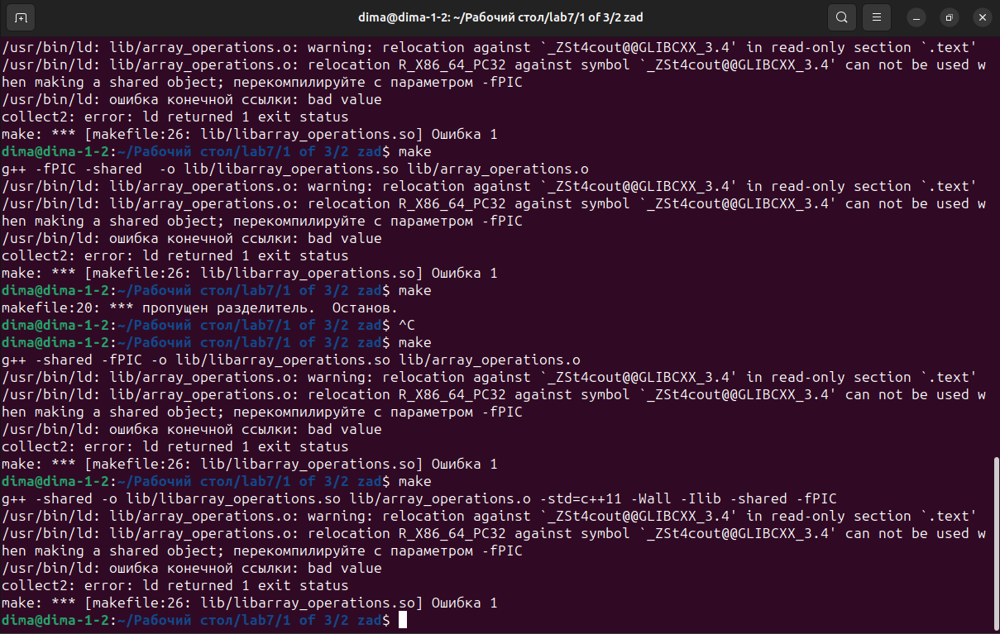 dima@dima-1-2: ~/Рабочий стол/lab7/1 of 3/2 zad
/usr/bin/ld: lib/array_operations.o: warning: relocation against `_ZSt4cout@@GLIBCXX_3.4' in read-only section `.text'
/usr/bin/ld: lib/array_operations.o: relocation R_X86_64_PC32 against symbol `_ZSt4cout@@GLIBCXX_3.4' can not be used w
hen making a shared object; перекомпилируйте с параметром -fPIC
/usr/bin/ld: ошибка конечной ссылки: bad value
collect2: error: ld returned 1 exit status
make: *** [makefile:26: lib/libarray_operations.so] Ошибка 1
dima@dima-1-2:~/Рабочий стол/lab7/1 of 3/2 zad$ make
g++ -fPIC -shared  -o lib/libarray_operations.so lib/array_operations.o
/usr/bin/ld: lib/array_operations.o: warning: relocation against `_ZSt4cout@@GLIBCXX_3.4' in read-only section `.text'
/usr/bin/ld: lib/array_operations.o: relocation R_X86_64_PC32 against symbol `_ZSt4cout@@GLIBCXX_3.4' can not be used w
hen making a shared object; перекомпилируйте с параметром -fPIC
/usr/bin/ld: ошибка конечной ссылки: bad value
collect2: error: ld returned 1 exit status
make: *** [makefile:26: lib/libarray_operations.so] Ошибка 1
dima@dima-1-2:~/Рабочий стол/lab7/1 of 3/2 zad$ make
makefile:20: *** пропущен разделитель.  Останов.
dima@dima-1-2:~/Рабочий стол/lab7/1 of 3/2 zad$ ^C
dima@dima-1-2:~/Рабочий стол/lab7/1 of 3/2 zad$ make
g++ -shared -fPIC -o lib/libarray_operations.so lib/array_operations.o
/usr/bin/ld: lib/array_operations.o: warning: relocation against `_ZSt4cout@@GLIBCXX_3.4' in read-only section `.text'
/usr/bin/ld: lib/array_operations.o: relocation R_X86_64_PC32 against symbol `_ZSt4cout@@GLIBCXX_3.4' can not be used w
hen making a shared object; перекомпилируйте с параметром -fPIC
/usr/bin/ld: ошибка конечной ссылки: bad value
collect2: error: ld returned 1 exit status
make: *** [makefile:26: lib/libarray_operations.so] Ошибка 1
dima@dima-1-2:~/Рабочий стол/lab7/1 of 3/2 zad$ make
g++ -shared -o lib/libarray_operations.so lib/array_operations.o -std=c++11 -Wall -Ilib -shared -fPIC
/usr/bin/ld: lib/array_operations.o: warning: relocation against `_ZSt4cout@@GLIBCXX_3.4' in read-only section `.text'
/usr/bin/ld: lib/array_operations.o: relocation R_X86_64_PC32 against symbol `_ZSt4cout@@GLIBCXX_3.4' can not be used w
hen making a shared object; перекомпилируйте с параметром -fPIC
/usr/bin/ld: ошибка конечной ссылки: bad value
collect2: error: ld returned 1 exit status
make: *** [makefile:26: lib/libarray_operations.so] Ошибка 1
dima@dima-1-2:~/Рабочий стол/lab7/1 of 3/2 zad$